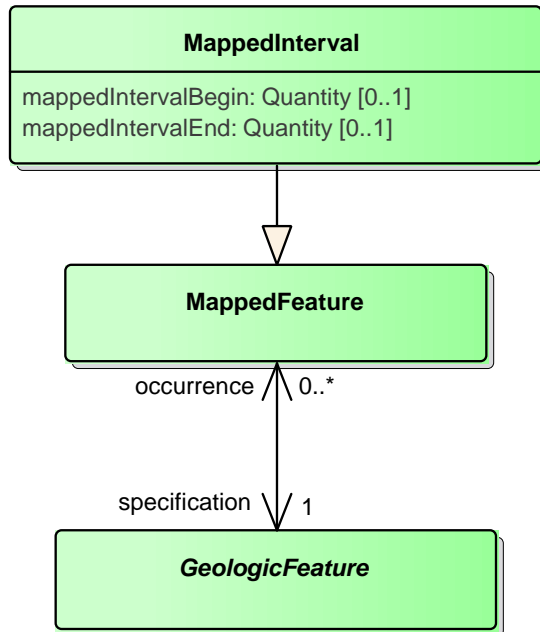 MappedInterval
mappedIntervalBegin: Quantity [0..1]
mappedIntervalEnd: Quantity [0..1]
MappedFeature
occurrence 0..*
specification 1
GeologicFeature